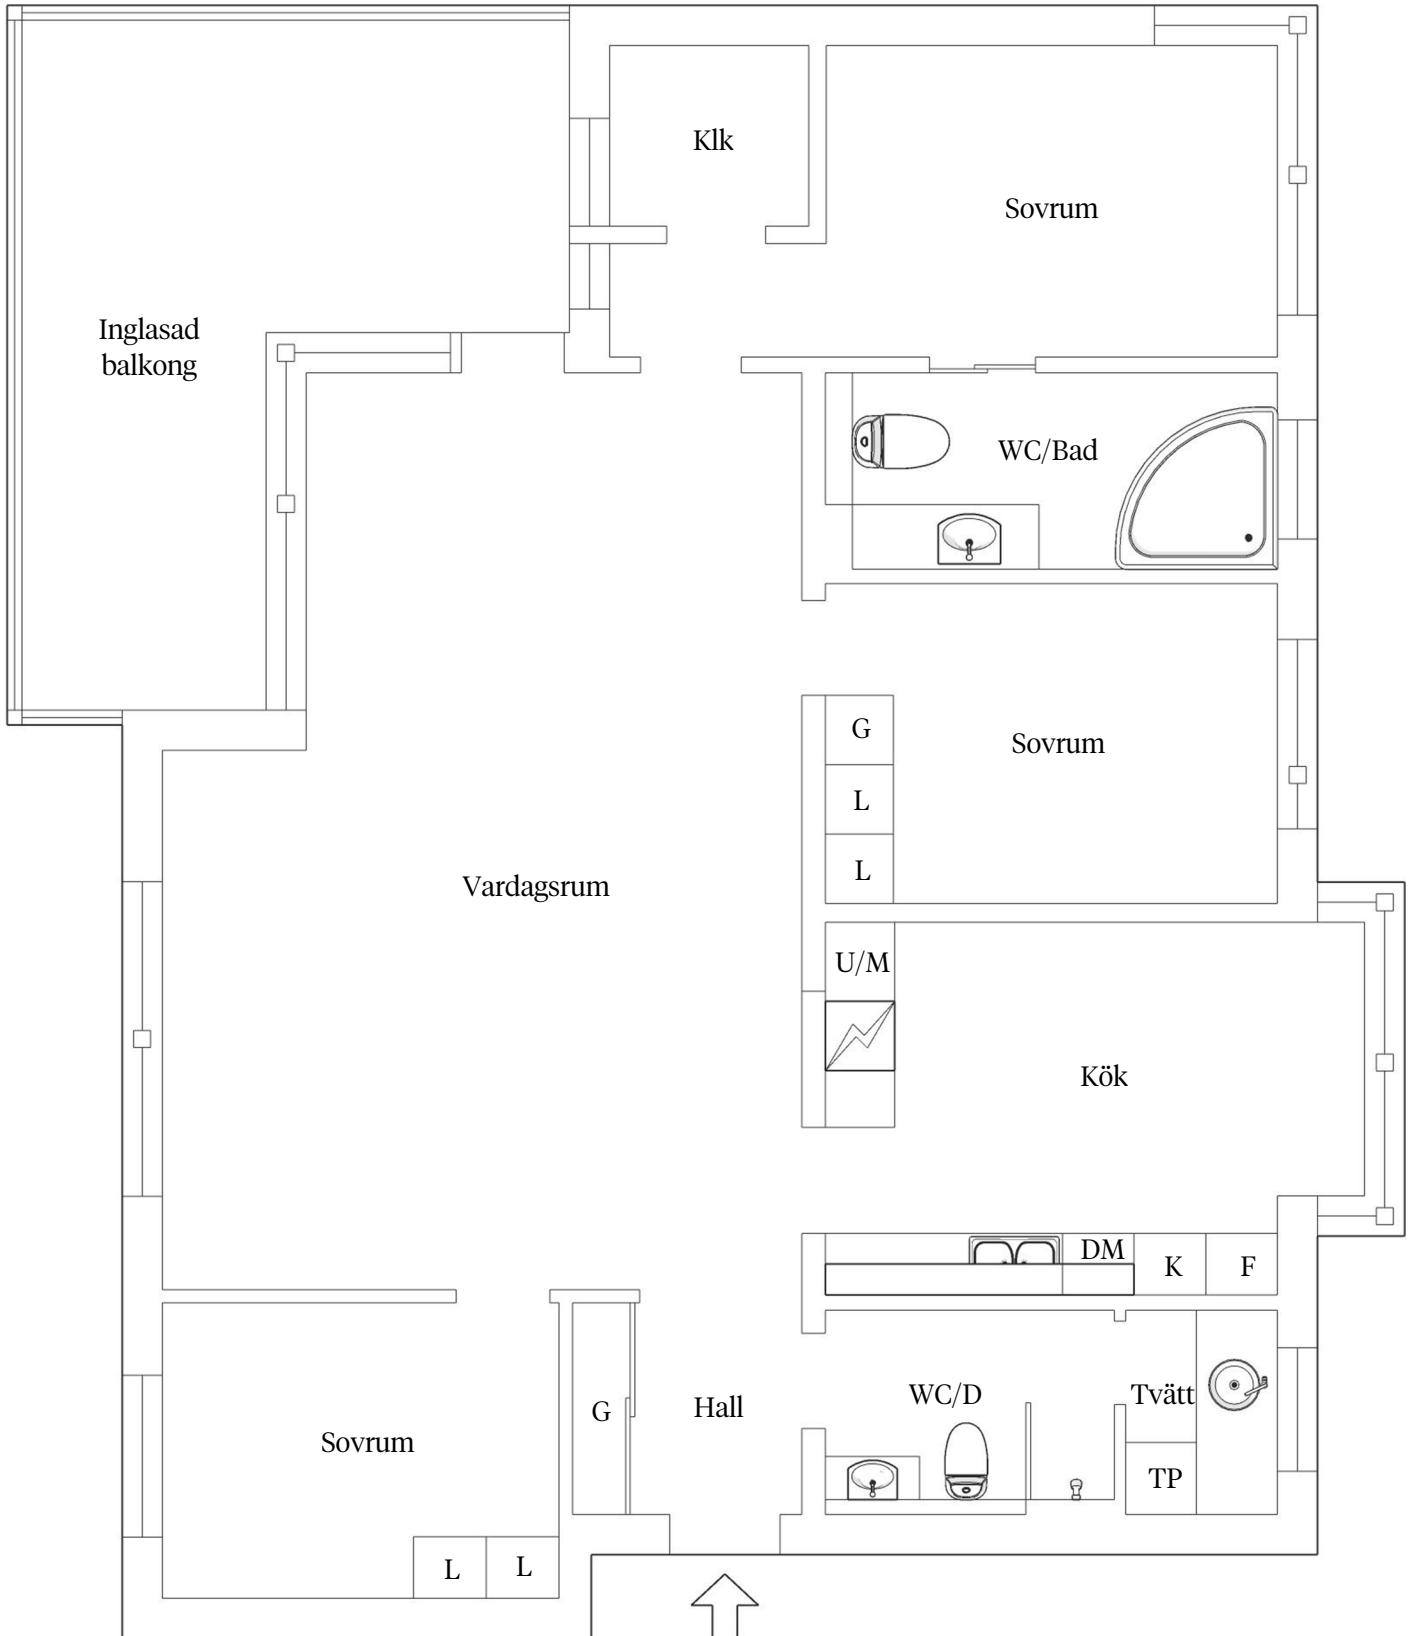 Klk
Sovrum
Inglasad
balkong
WC/Bad
G
Sovrum
L
L
Vardagsrum
U/M
Kök
DM
K
F
WC/D
Tvätt
G
Hall
Sovrum
TP
L
L